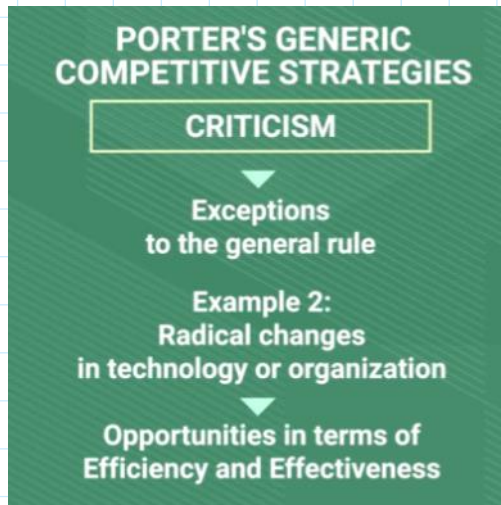 PORTER'S GENERIC
COMPETITIVE STRATEGIES
CRITICISM
Exceptions
to the general rule
Example 2:
Radical changes
in technology or organization
Opportunities in terms of
Efficiency and Effectiveness